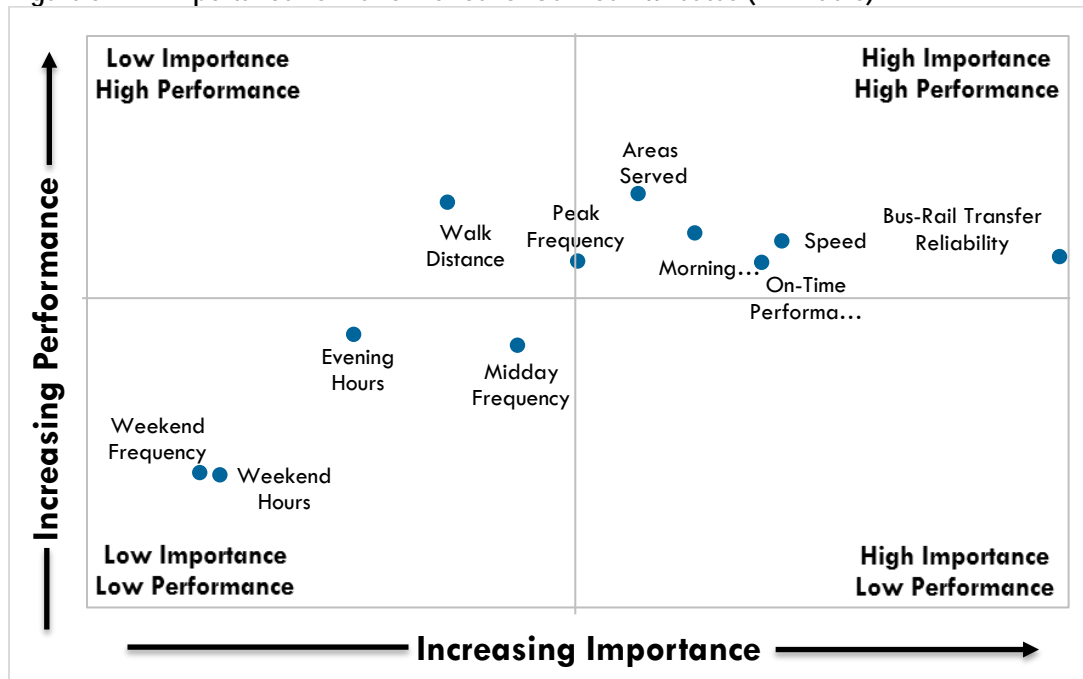 Low Importance
High Performance
High Importance
High Performance
Areas
Served
Walk
Distance
Peak
Frequency
Morning…
Speed
On-Time
Performa…
Bus-Rail Transfer
Reliability
Evening
Hours
Midday
Frequency
Weekend
Frequency
Weekend
Hours
Low Importance
Low Performance
High Importance
Low Performance
Increasing Performance
Increasing Importance